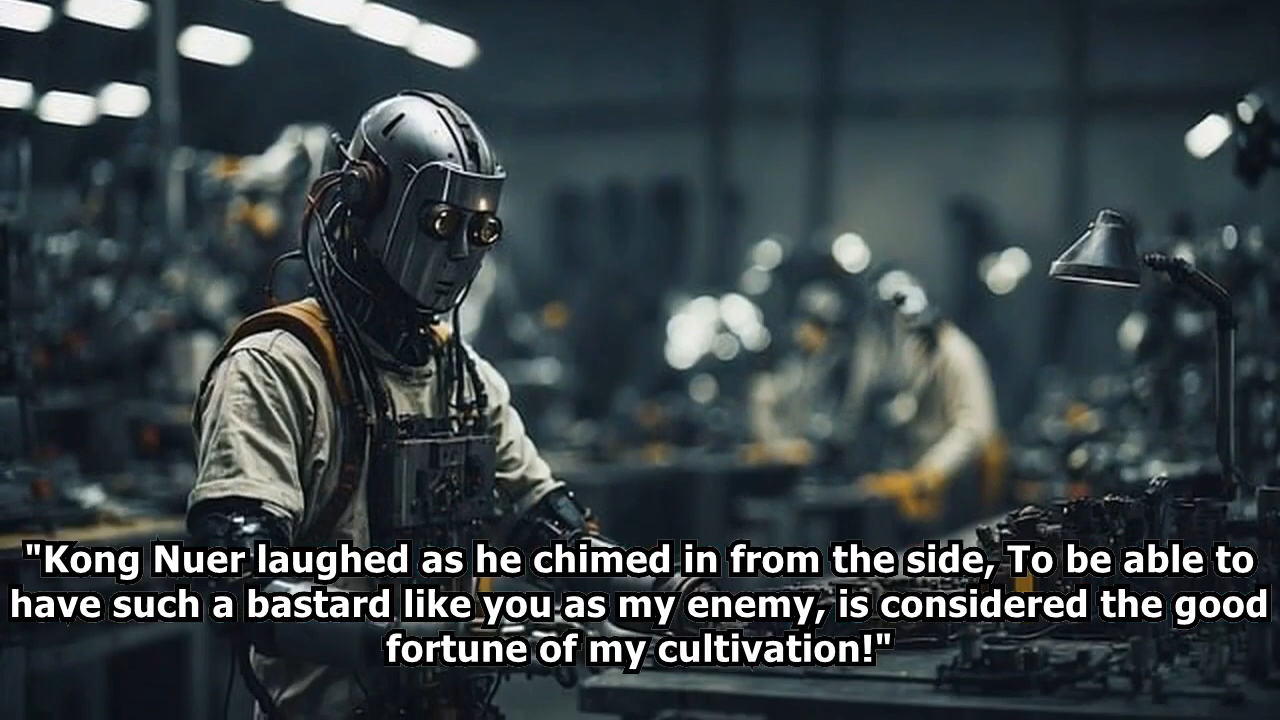 "Kong Nuer laughed as he chimed in from the side, To be able to
have such a bastard like you as my enemy, is considered the good
fortune of my cultivation!"